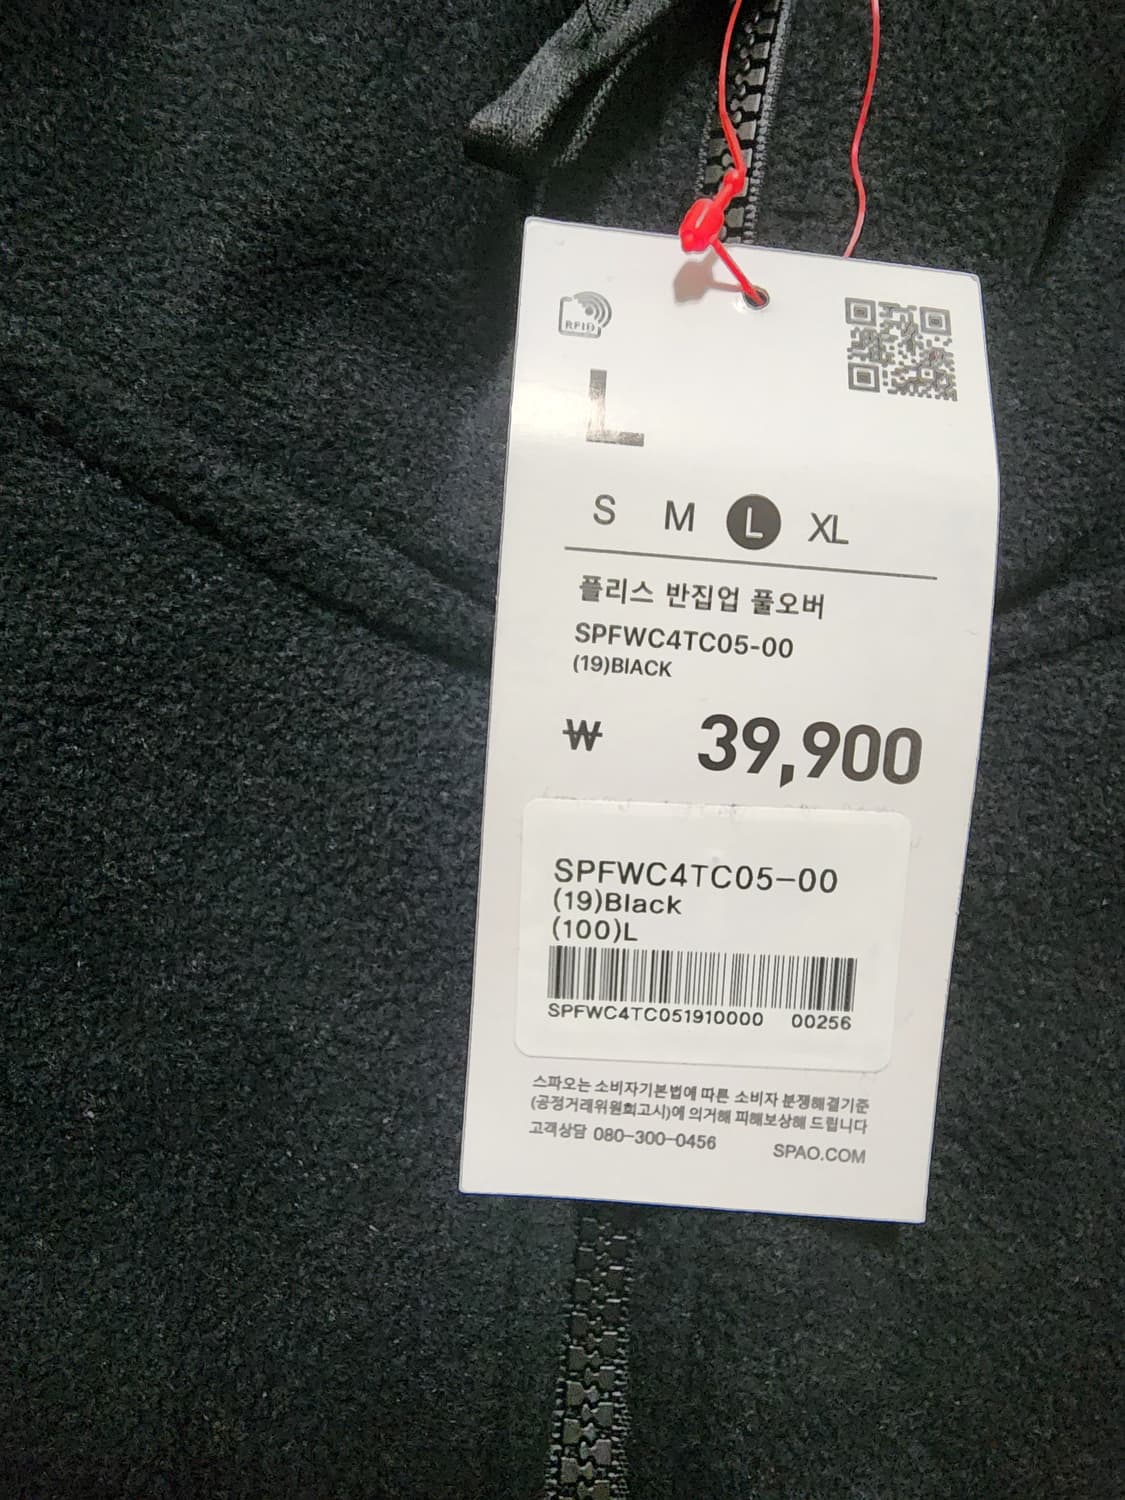 RFID
L
S M L XL
플리스 반집업 풀오버
SPFWC4TC05-00
(19)BlACK
₩ 39,900
SPFWC4TC05-00
(19)Black
(100)L
SPFWC4TC051910000 00256
스파오는 소비자기본법에 따른 소비자 분쟁해결기준
(공정거래위원회고시)에 의거해 피해보상해 드립니다
고객상담 080-300-0456 SPAO.COM